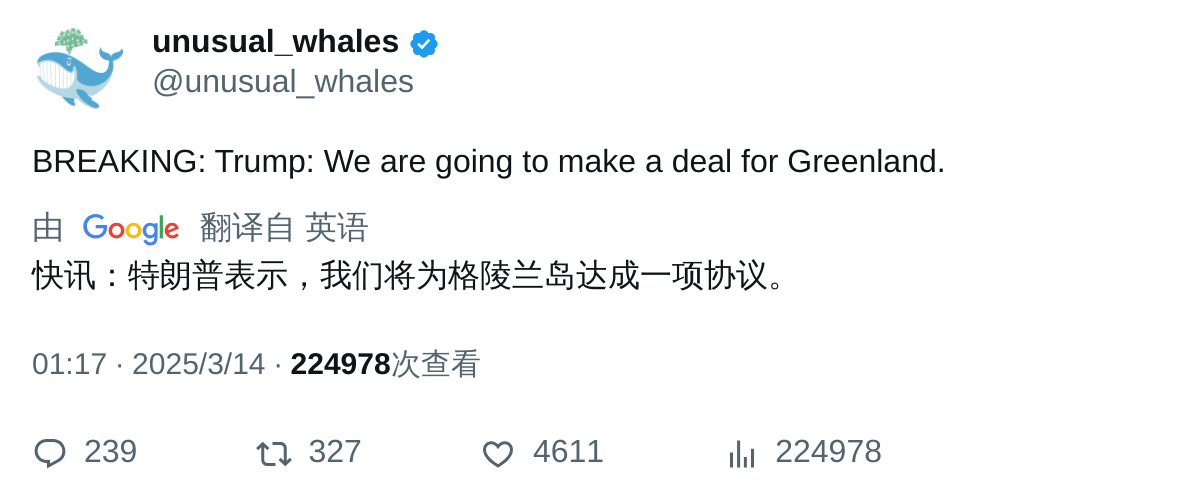 unusual_whales
@unusual_whales
BREAKING: Trump: We are going to make a deal for Greenland.
由 Google 翻译自 英语
快讯：特朗普表示，我们将为格陵兰岛达成一项协议。
01:17 · 2025/3/14 · 224978次查看
239 327 4611 224978